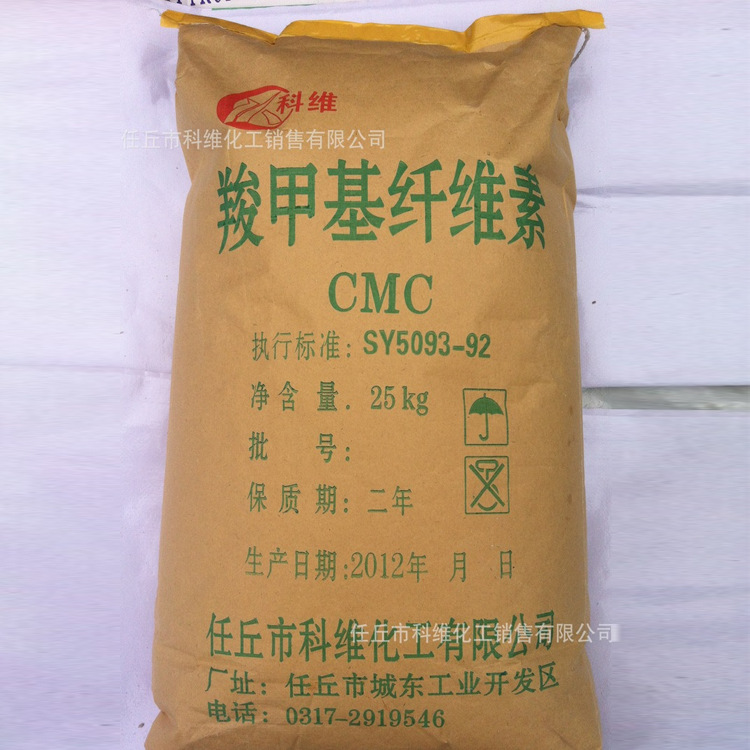 科维
任丘市科维化工销售有限公司
羧甲基纤维素
CMC
执行标准: SY5093-92
净含量. 25kg
批 号:
保质期: 二年
生产日期:2012年 月 日
任丘市科维化工有限公司
任丘市科维化工销售有限公司
厂址: 任丘市城东工业开发区
电话: 0317-2919546